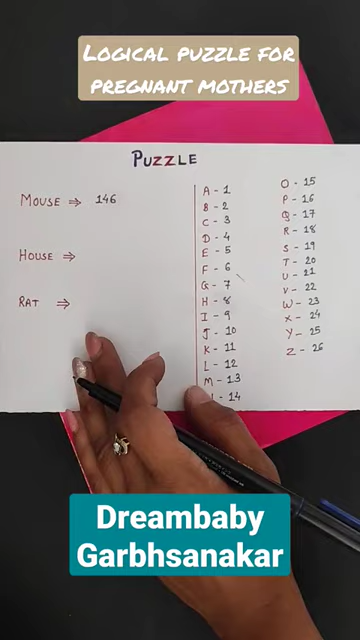 LOGICAL PUZZLE FOR
PREGNANT MOTHERS
PUZZLE
MOUSE ⇒ 146
HOUSE ⇒
RAT ⇒
A - 1
B - 2
C - 3
D - 4
E - 5
F - 6
G - 7
H - 8
I - 9
J - 10
K - 11
L - 12
M - 13
- 14
O - 15
P - 16
Q - 17
R - 18
S - 19
T - 20
U - 21
V - 22
W - 23
X - 24
Y - 25
Z - 26
Dreambaby
Garbhsanakar